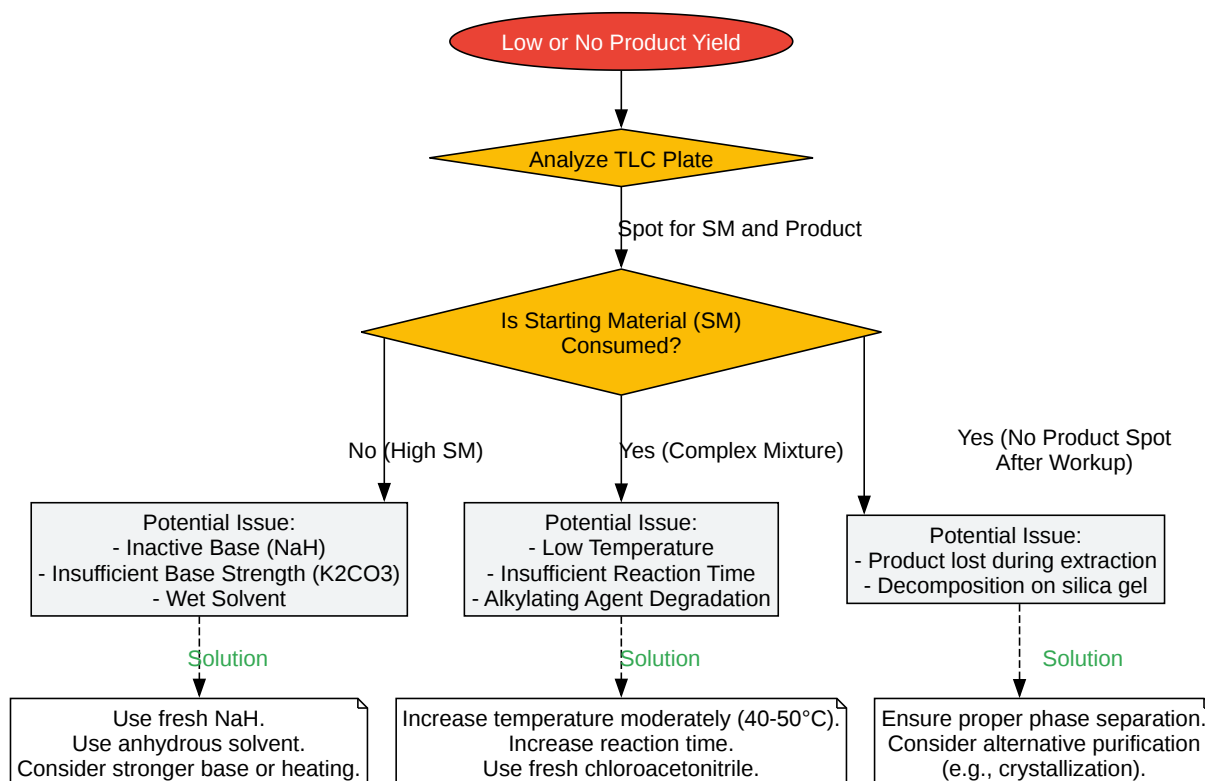 Low or No Product Yield
Analyze TLC Plate
Spot for SM and Product
Is Starting Material (SM)
Consumed?
No (High SM)
Yes (Complex Mixture)
Yes (No Product Spot
After Workup)
Potential Issue:
- Inactive Base (NaH)
- Insufficient Base Strength (K2CO3)
- Wet Solvent
Potential Issue:
- Low Temperature
- Insufficient Reaction Time
- Alkylating Agent Degradation
Potential Issue:
- Product lost during extraction
- Decomposition on silica gel
Solution
Solution
Solution
Use fresh NaH.
Use anhydrous solvent.
Consider stronger base or heating.
Increase temperature moderately (40-50°C).
Increase reaction time.
Use fresh chloroacetonitrile.
Ensure proper phase separation.
Consider alternative purification
(e.g., crystallization).